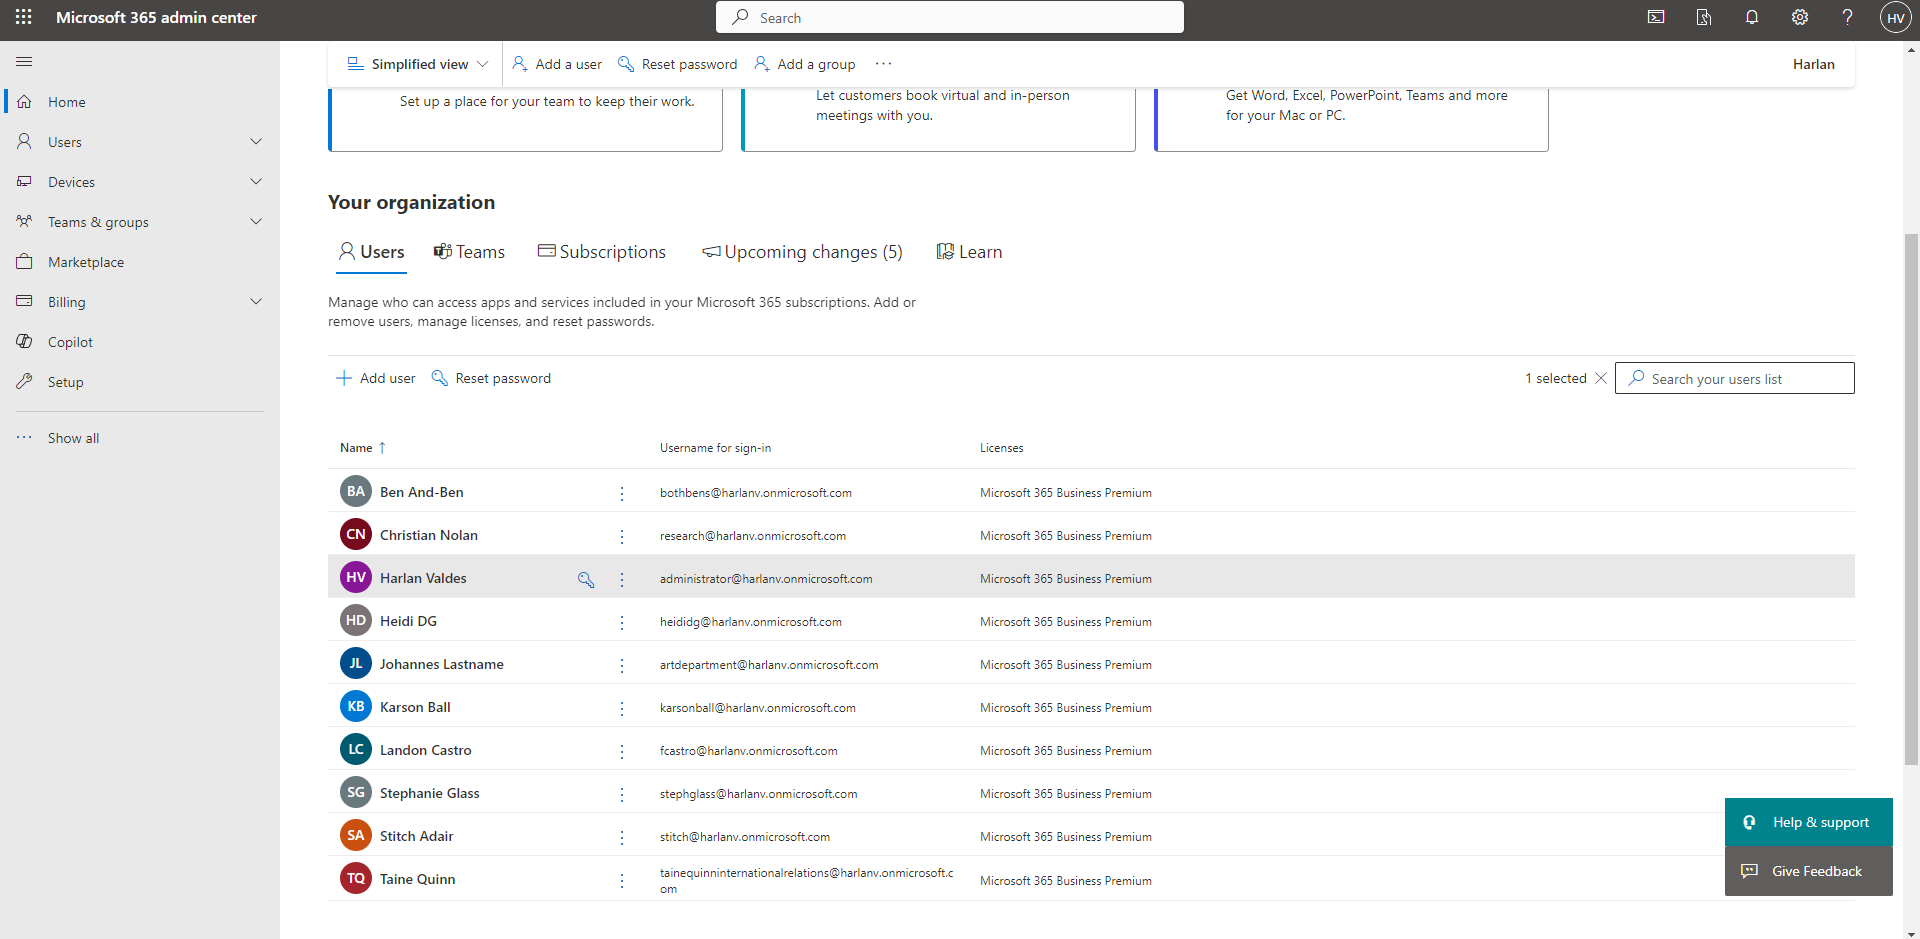 Microsoft 365 admin center
Search
HV
Simplified view
Add a user
Reset password
Add a group
Harlan
Home
Users
Devices
Teams & groups
Marketplace
Billing
Copilot
Setup
Show all
Set up a place for your team to keep their work.
Let customers book virtual and in-person
meetings with you.
Get Word, Excel, PowerPoint, Teams and more
for your Mac or PC.
Your organization
Users
Teams
Subscriptions
Upcoming changes (5)
Learn
Manage who can access apps and services included in your Microsoft 365 subscriptions. Add or
remove users, manage licenses, and reset passwords.
Add user
Reset password
1 selected
Search your users list
Name ↑ Username for sign-in Licenses
BA Ben And-Ben bothbens@harlanv.onmicrosoft.com Microsoft 365 Business Premium
CN Christian Nolan research@harlanv.onmicrosoft.com Microsoft 365 Business Premium
HV Harlan Valdes administrator@harlanv.onmicrosoft.com Microsoft 365 Business Premium
HD Heidi DG heididg@harlanv.onmicrosoft.com Microsoft 365 Business Premium
JL Johannes Lastname artdepartment@harlanv.onmicrosoft.com Microsoft 365 Business Premium
KB Karson Ball karsonball@harlanv.onmicrosoft.com Microsoft 365 Business Premium
LC Landon Castro fcastro@harlanv.onmicrosoft.com Microsoft 365 Business Premium
SG Stephanie Glass stephglass@harlanv.onmicrosoft.com Microsoft 365 Business Premium
SA Stitch Adair stitch@harlanv.onmicrosoft.com Microsoft 365 Business Premium
TQ Taine Quinn tainequinninternationalrelations@harlanv.onmicrosoft.c
om Microsoft 365 Business Premium
Help & support
Give Feedback